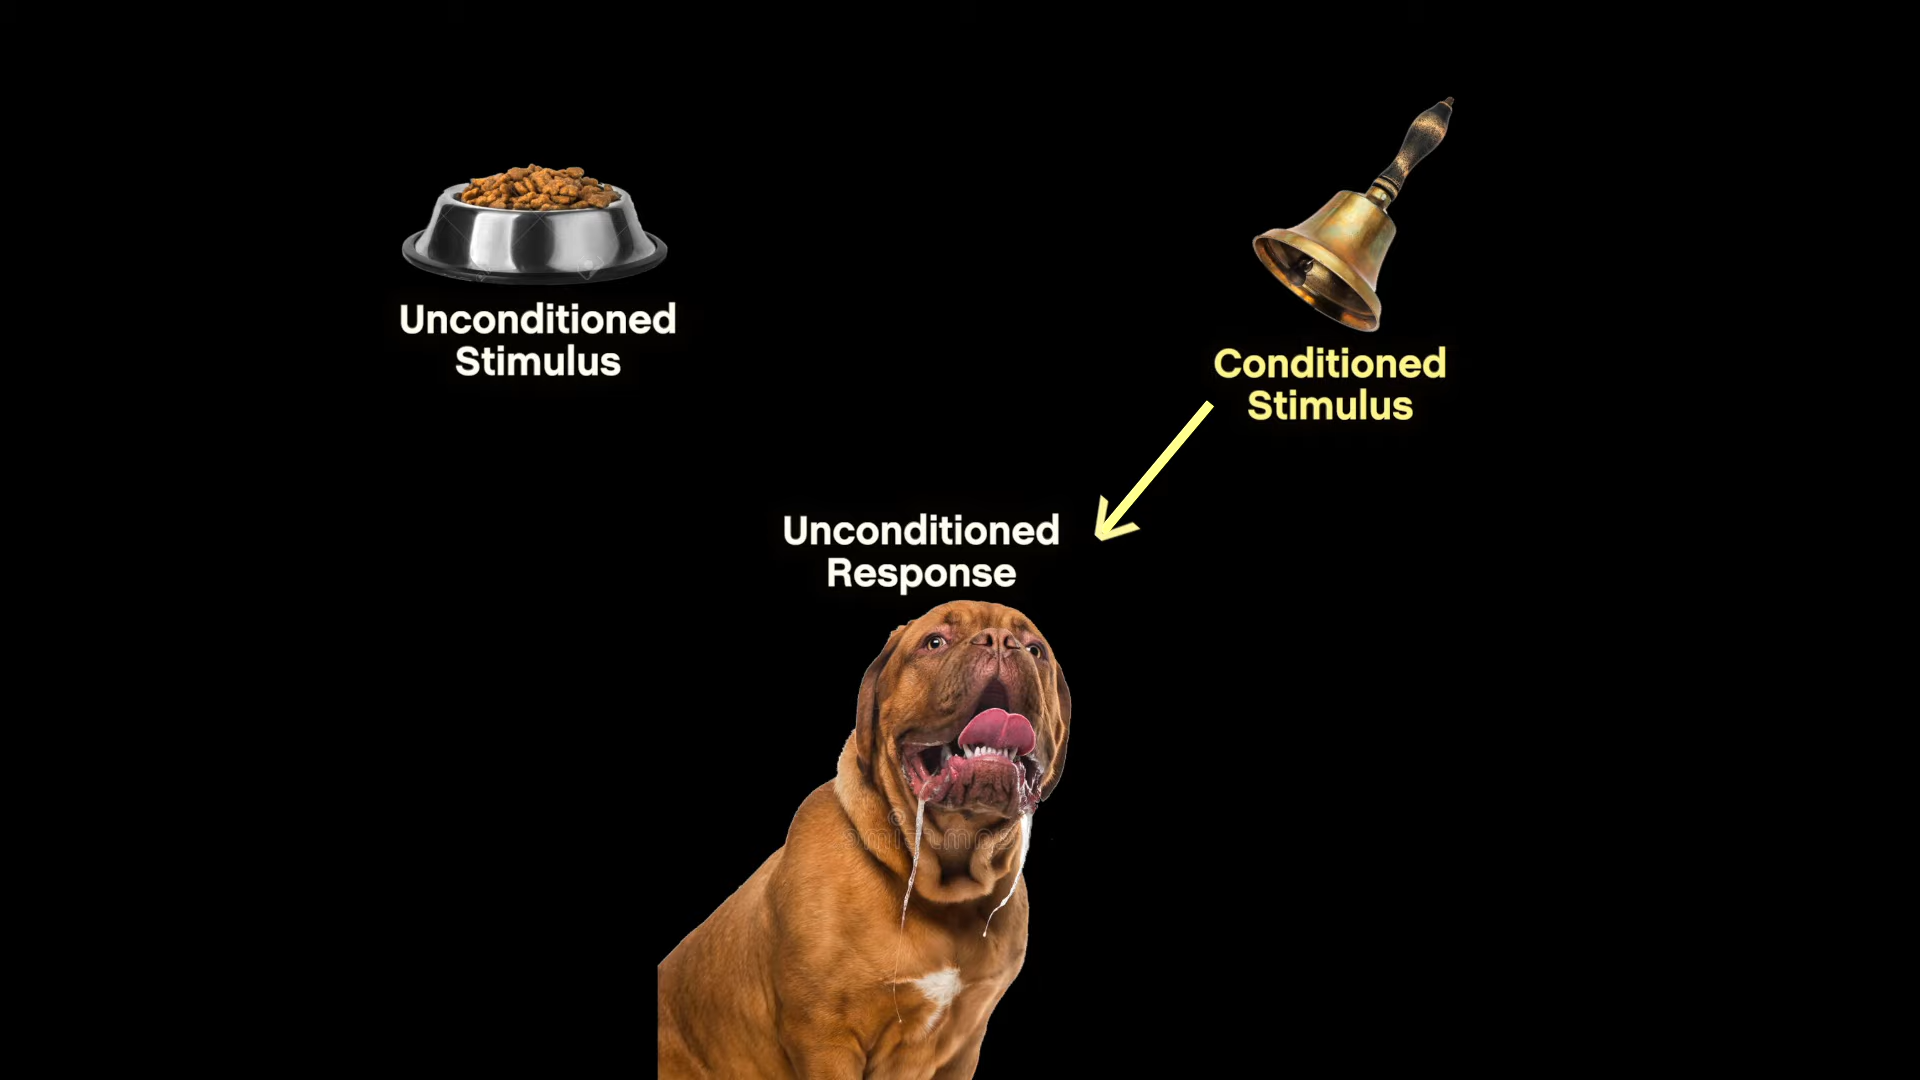 Unconditioned
Stimulus
Conditioned
Stimulus
Unconditioned
Response